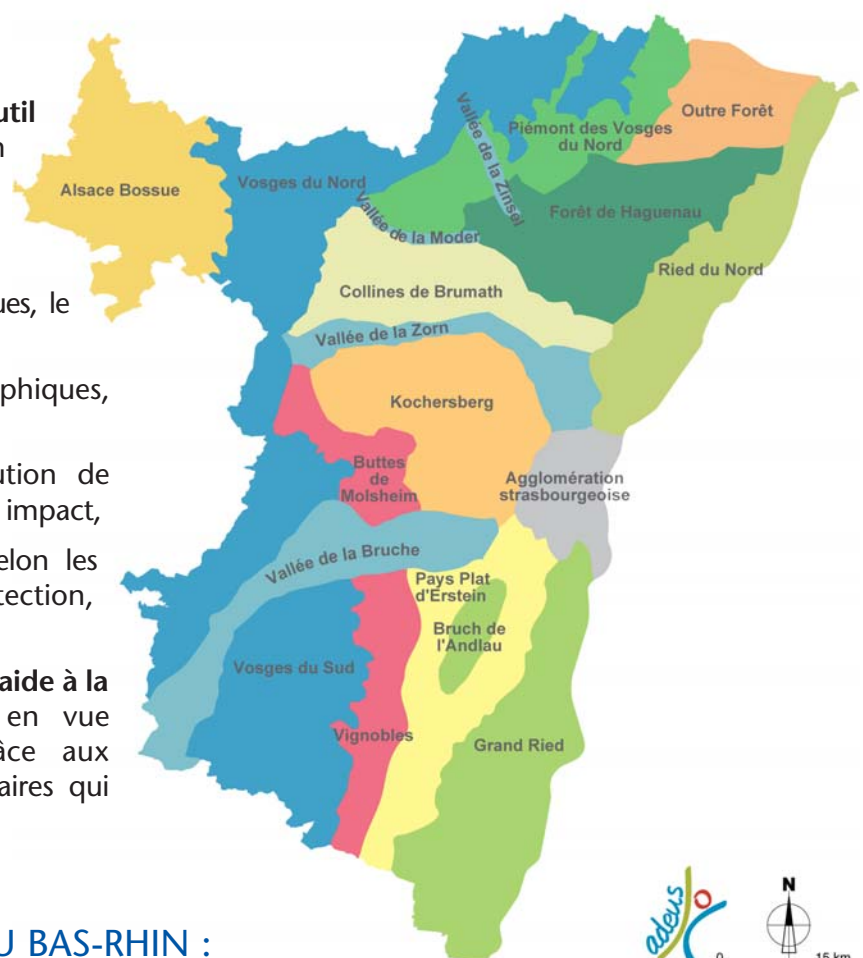 util
n
ues, le
phiques,
ution de
impact,
elon les
tection,
aide à la
en vue
âce aux
aires qui
U BAS-RHIN :
Alsace Bossue
Vosges du Nord
Vallée de la Zinsel
Piémont des Vosges
du Nord
Outre Forêt
Vallée de la Moder
Forêt de Haguenau
Ried du Nord
Collines de Brumath
Vallée de la Zorn
Kochersberg
Buttes
de
Molsheim
Agglomération
strasbourgeoise
Vallée de la Bruche
Pays Plat
d'Erstein
Bruch de
l'Andlau
Vosges du Sud
Vignobles
Grand Ried
adeus
N
0
15 km